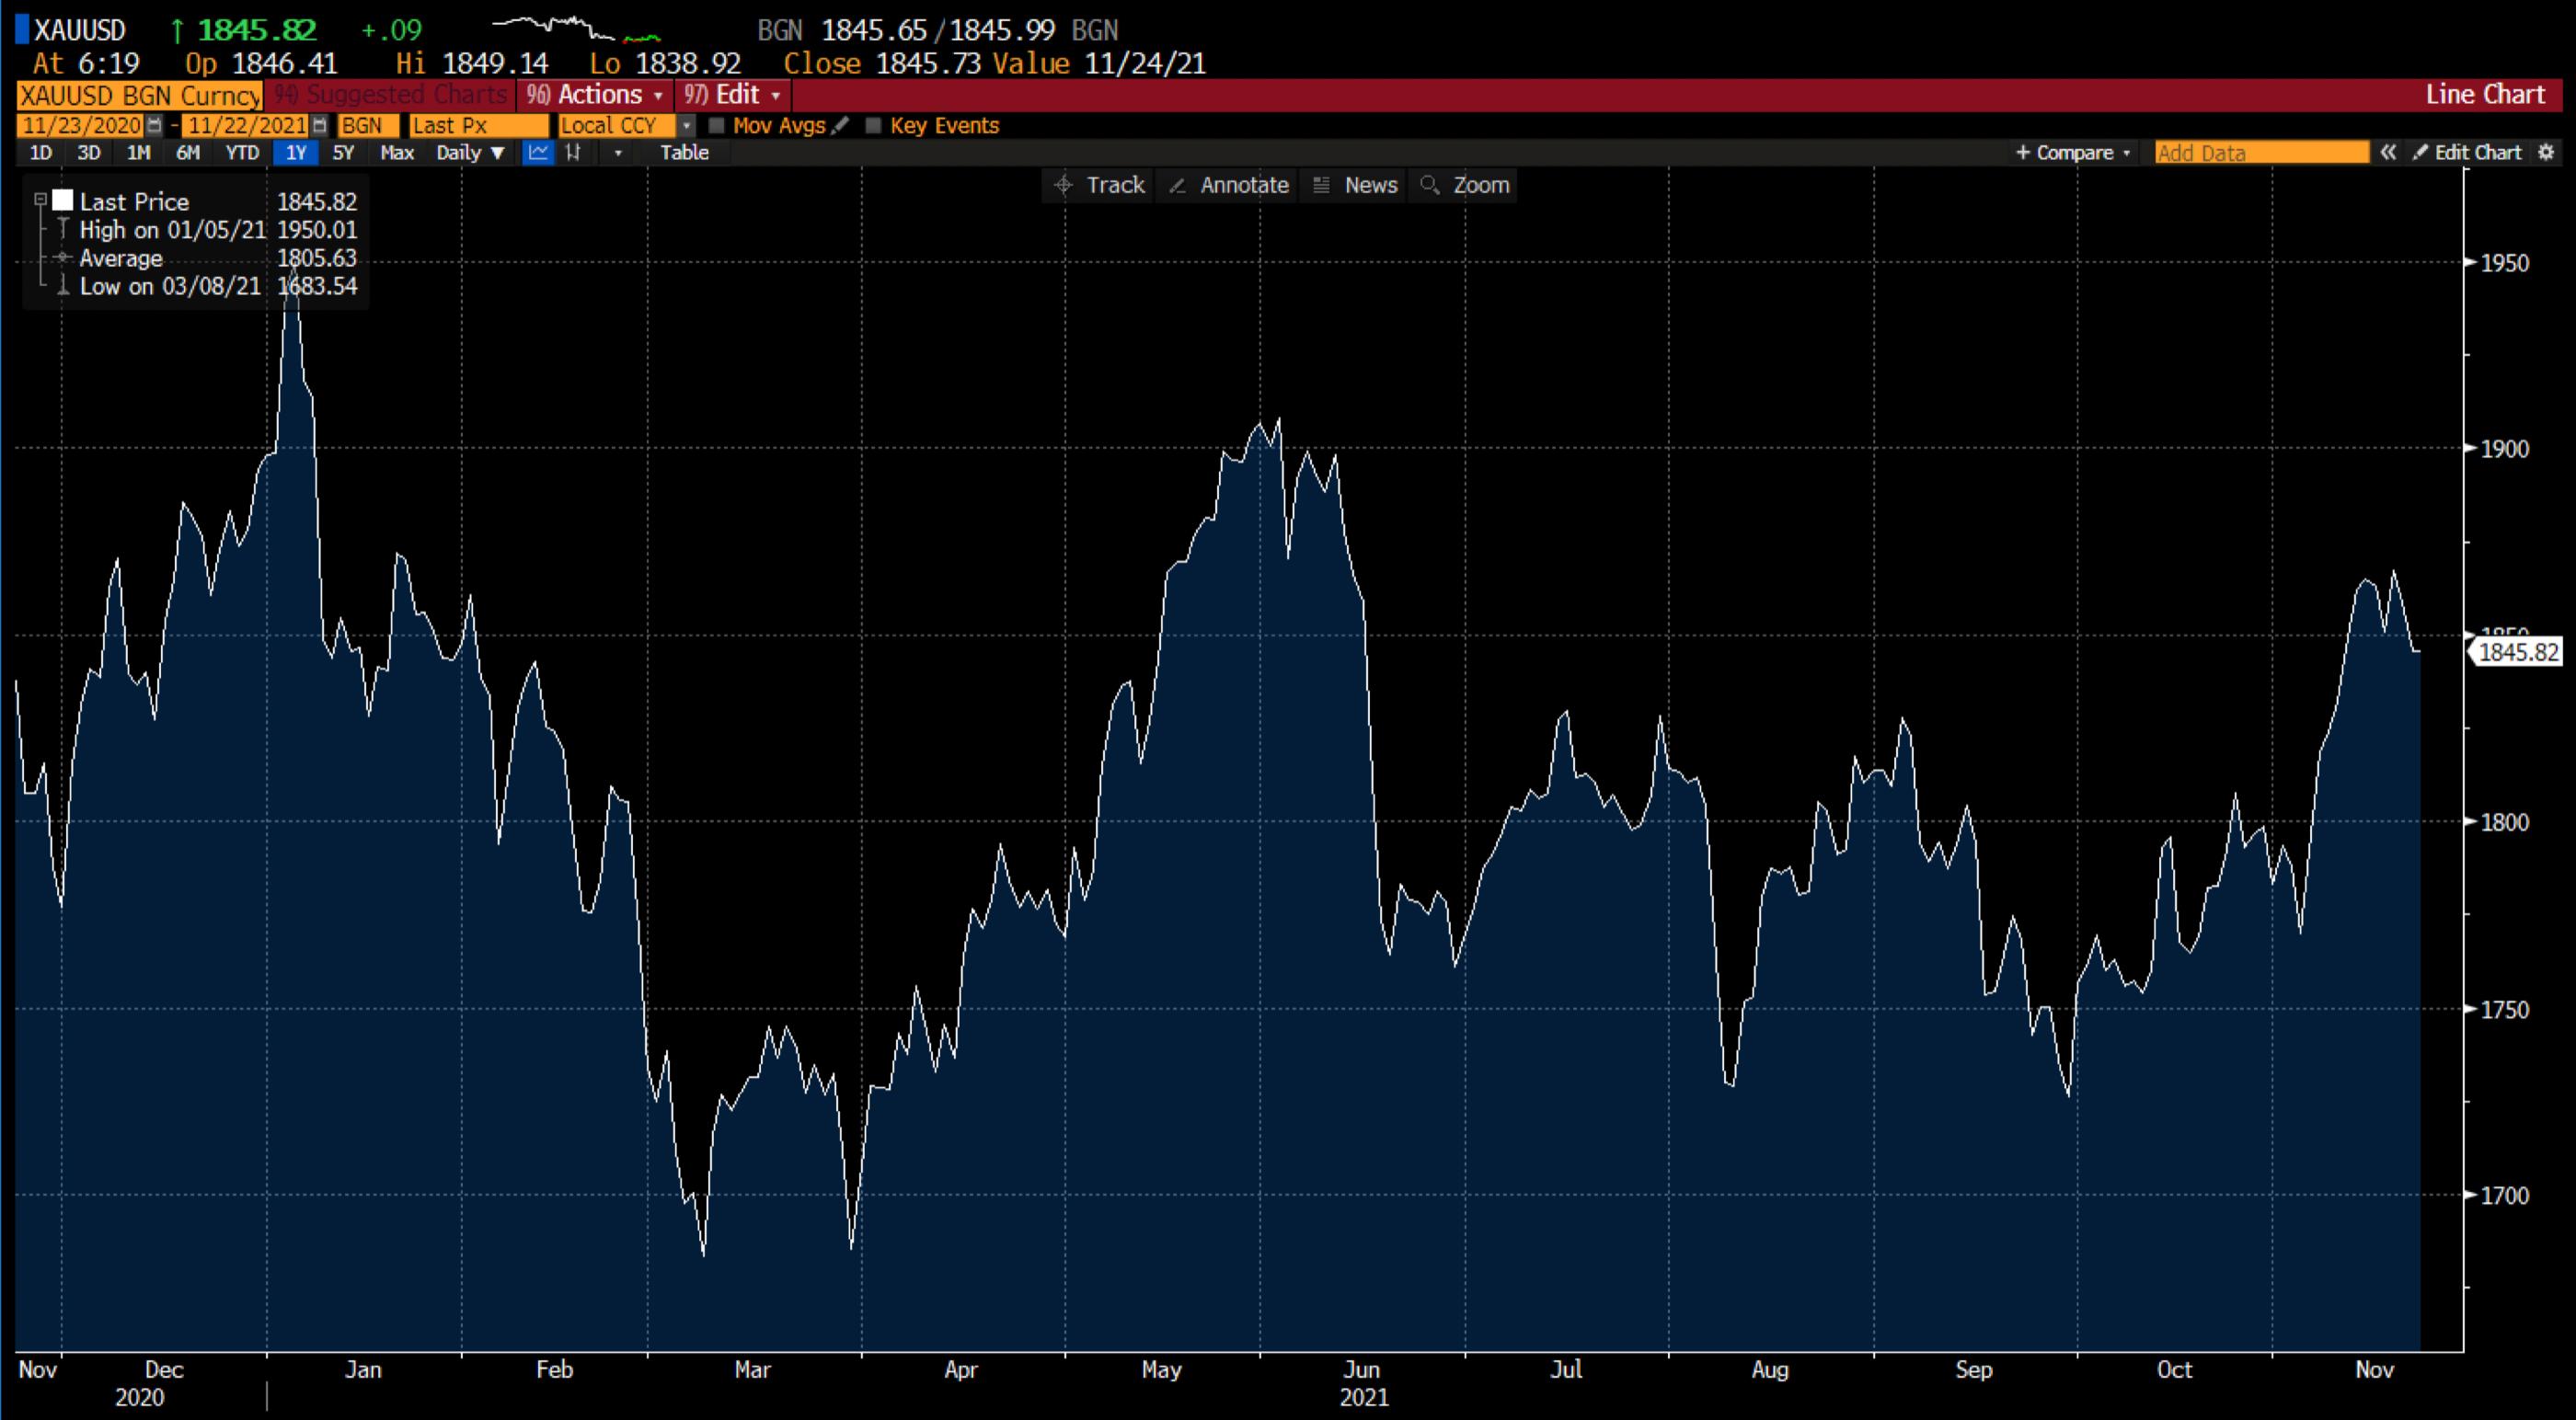 XAUUSD ↑ 1845.82 +.09 BGN 1845.65/1845.99 BGN
At 6:19 Op 1846.41 Hi 1849.14 Lo 1838.92 Close 1845.73 Value 11/24/21
XAUUSD BGN Curncy 94) Suggested Charts 96) Actions 97) Edit Line Chart
11/23/2020 - 11/22/2021 BGN Last Px Local CCY Mov Avgs Key Events
1D 3D 1M 6M YTD 1Y 5Y Max Daily ▼ Table + Compare Add Data « Edit Chart
Track Annotate News Zoom
Last Price 1845.82
High on 01/05/21 1950.01
Average 1805.63
Low on 03/08/21 1683.54
1950
1900
1850
1845.82
1800
1750
1700
Nov Dec Jan Feb Mar Apr May Jun Jul Aug Sep Oct Nov
2020 2021